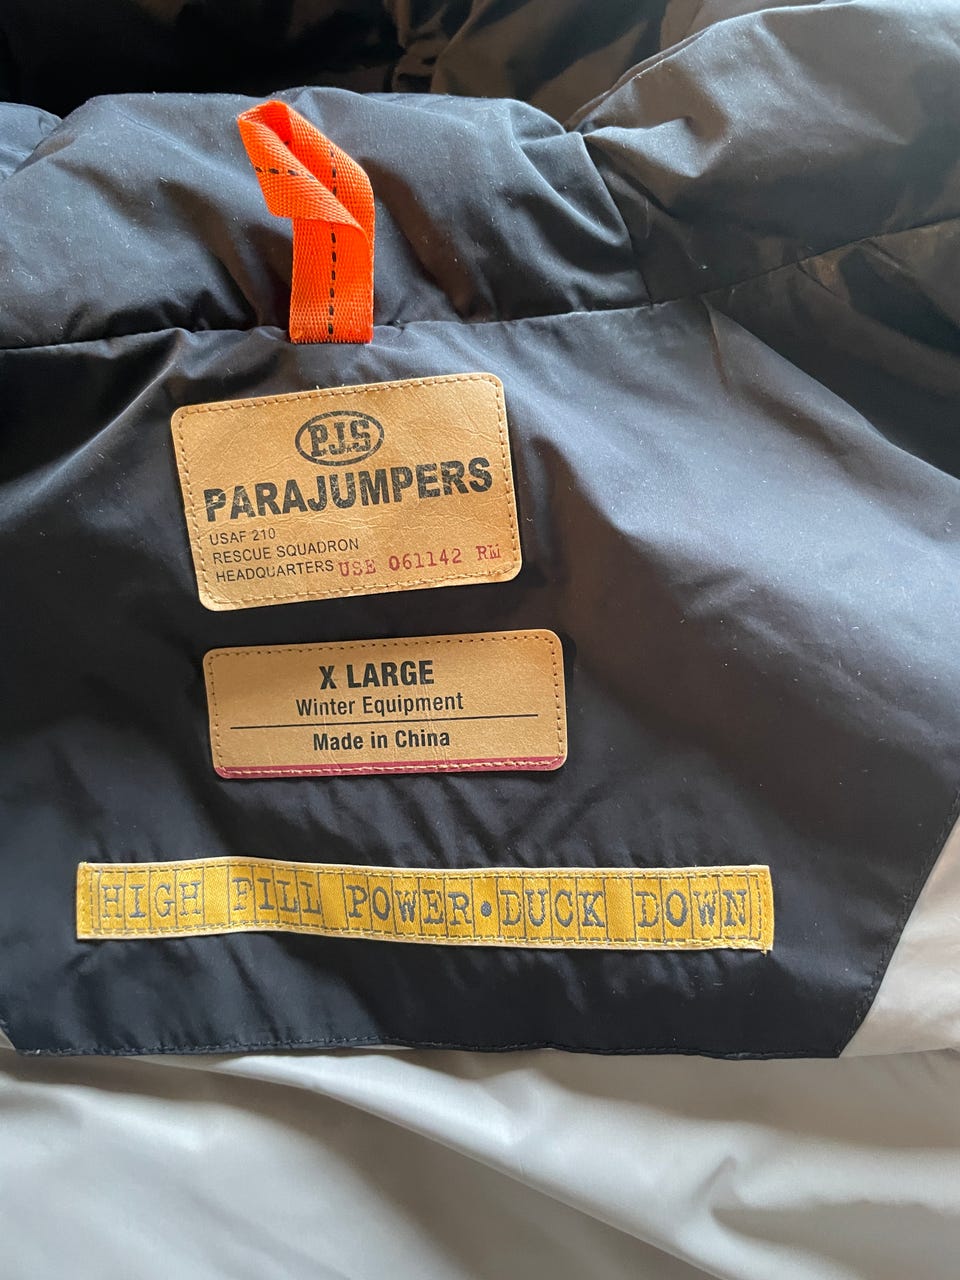 PJS
PARAJUMPERS
USAF 210
RESCUE SQUADRON
HEADQUARTERS USE 061142 RM
X LARGE
Winter Equipment
Made in China
HIGH FILL POWER•DUCK DOWN